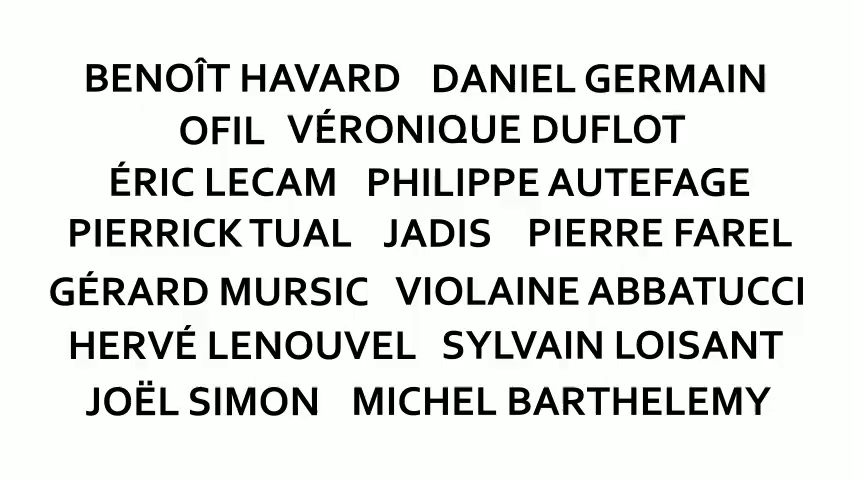 BENOÎT HAVARD DANIEL GERMAIN
OFIL VÉRONIQUE DUFLOT
ÉRIC LECAM PHILIPPE AUTEFAGE
PIERRICK TUAL JADIS PIERRE FAREL
GÉRARD MURSIC VIOLAINE ABBATUCCI
HERVÉ LENOUVEL SYLVAIN LOISANT
JOËL SIMON MICHEL BARTHELEMY